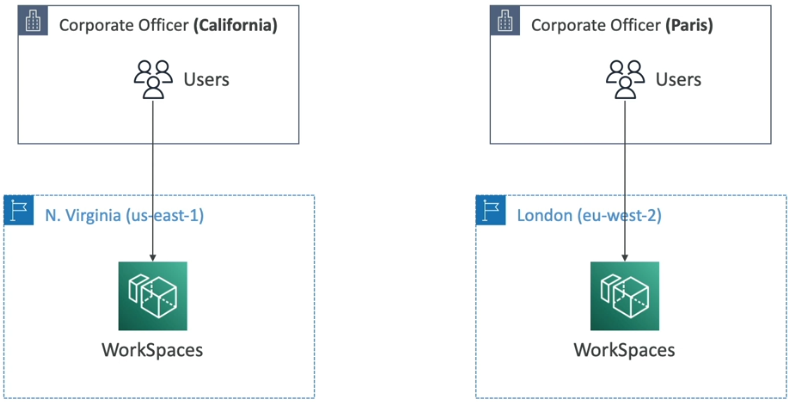 Corporate Officer (California)
Users
N. Virginia (us-east-1)
WorkSpaces
Corporate Officer (Paris)
Users
London (eu-west-2)
WorkSpaces